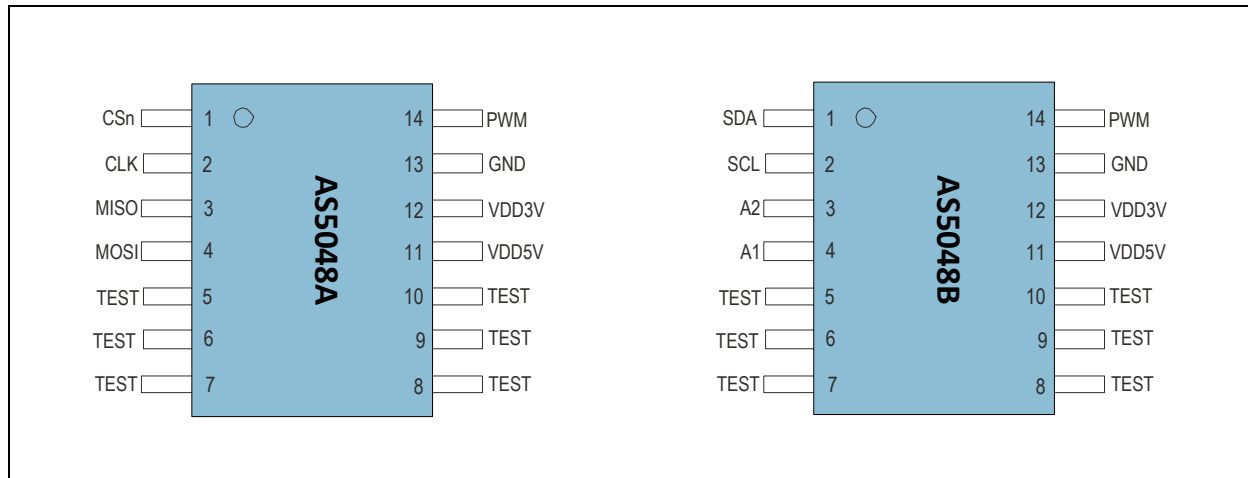 CSn 1 14 PWM
CLK 2 13 GND
MISO 3 12 VDD3V
MOSI 4 11 VDD5V
TEST 5 10 TEST
TEST 6 9 TEST
TEST 7 8 TEST
AS5048A
SDA 1 14 PWM
SCL 2 13 GND
A2 3 12 VDD3V
A1 4 11 VDD5V
TEST 5 10 TEST
TEST 6 9 TEST
TEST 7 8 TEST
AS5048B